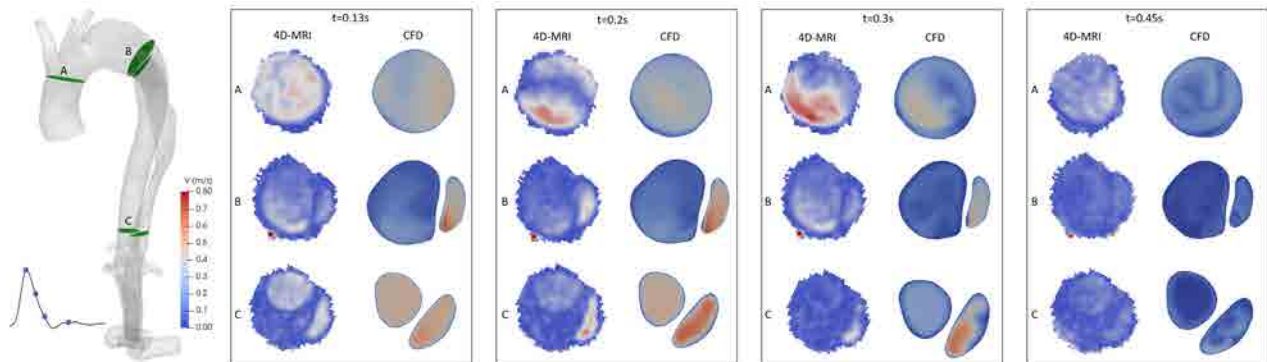 A
B
C
V (m/s)
0.80
0.7
0.6
0.5
0.4
0.3
0.2
0.1
0.00
t=0.13s
4D-MRI CFD
A
B
C
t=0.2s
4D-MRI CFD
A
B
C
t=0.3s
4D-MRI CFD
A
B
C
t=0.45s
4D-MRI CFD
A
B
C